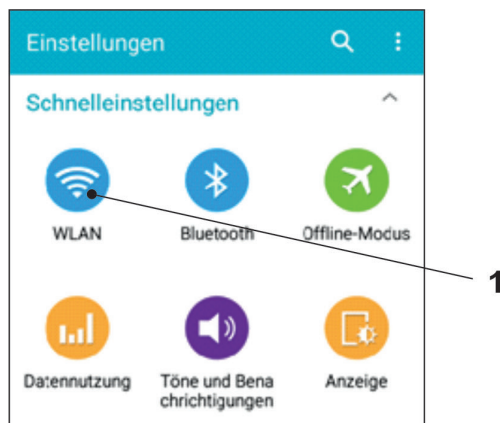 Einstellungen
Schnelleinstellungen
WLAN
Bluetooth
Offline-Modus
1
Datennutzung
Töne und Bena
chrichtigungen
Anzeige